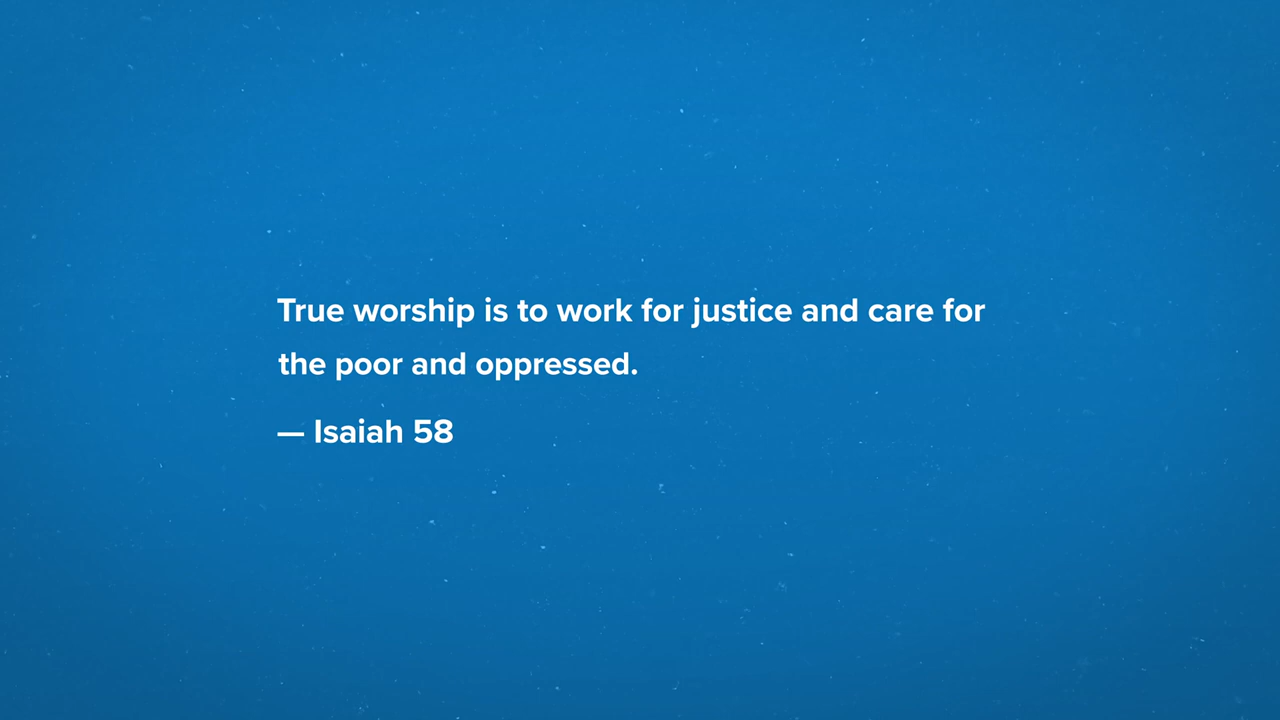 True worship is to work for justice and care for
the poor and oppressed.
— Isaiah 58